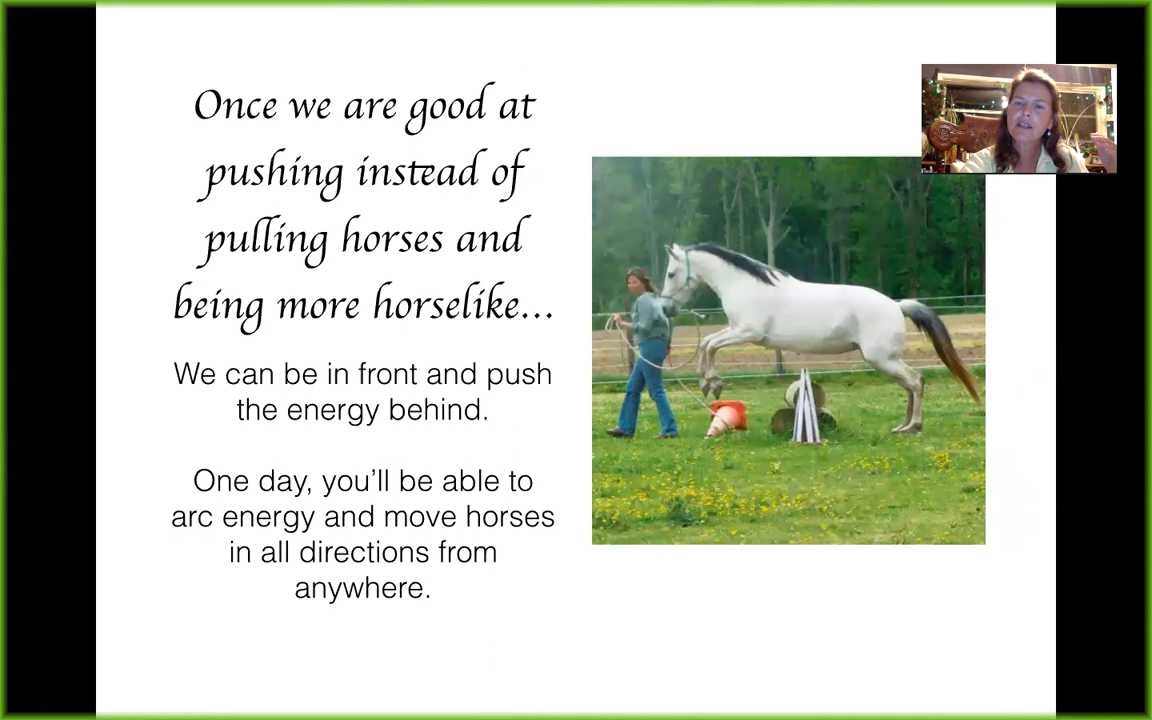 Once we are good at
pushing instead of
pulling horses and
being more horselike...
We can be in front and push
the energy behind.
One day, you'll be able to
arc energy and move horses
in all directions from
anywhere.